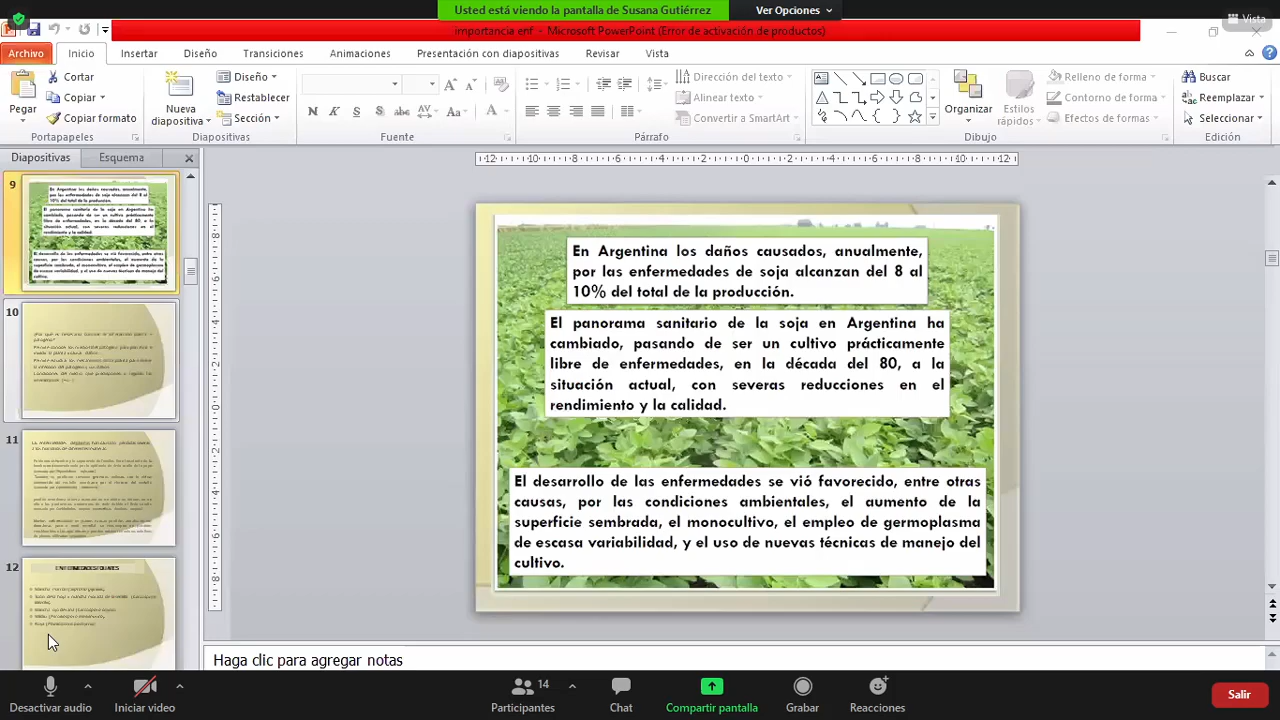 Usted está viendo la pantalla de Susana Gutiérrez
Ver Opciones
Vista
importancia enf - Microsoft PowerPoint (Error de activación de productos)
Archivo Inicio Insertar Diseño Transiciones Animaciones Presentación con diapositivas Revisar Vista
Pegar
Cortar
Copiar
Copiar formato
Portapapeles
Nueva
diapositiva
Diseño
Restablecer
Sección
Diapositivas
Fuente
Dirección del texto
Alinear texto
Convertir a SmartArt
Párrafo
Organizar
Estilos
rápidos
Relleno de forma
Contorno de forma
Efectos de formas
Dibujo
Buscar
Reemplazar
Seleccionar
Edición
Diapositivas Esquema
9
10
11
12
En Argentina los daños causados, anualmente,
por las enfermedades de soja alcanzan del 8 al
10% del total de la producción.
El panorama sanitario de la soja en Argentina ha
cambiado, pasando de ser un cultivo prácticamente
libre de enfermedades, en la década del 80, a la
situación actual, con severas reducciones en el
rendimiento y la calidad.
El desarrollo de las enfermedades se vió favorecido, entre otras
causas, por las condiciones ambientales, el aumento de la
superficie sembrada, el monocultivo, el empleo de germoplasma
de escasa variabilidad, y el uso de nuevas técnicas de manejo del
cultivo.
Haga clic para agregar notas
Desactivar audio
Iniciar video
14
Participantes
Chat
Compartir pantalla
Grabar
Reacciones
Salir